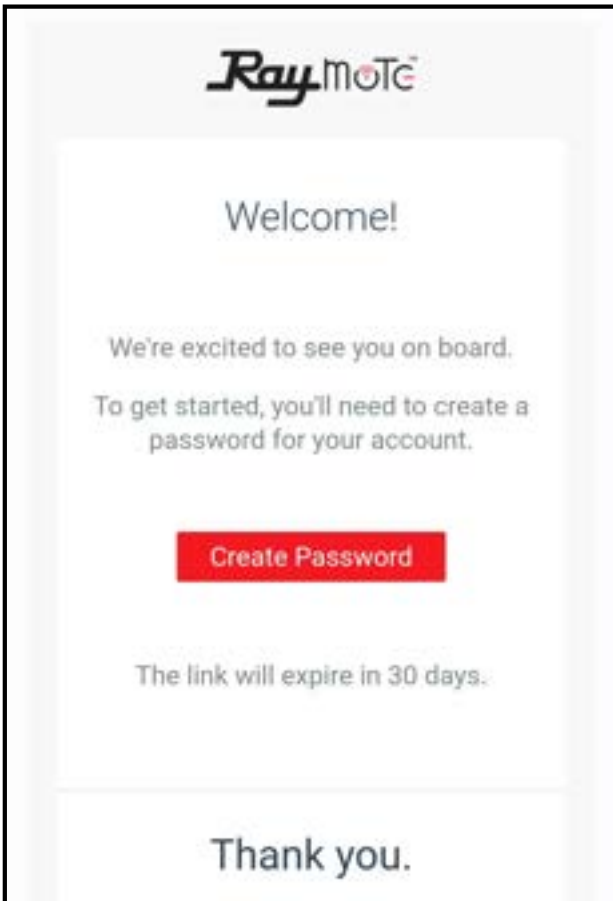 RaymoTe™
Welcome!
We're excited to see you on board.
To get started, you'll need to create a
password for your account.
Create Password
The link will expire in 30 days.
Thank you.